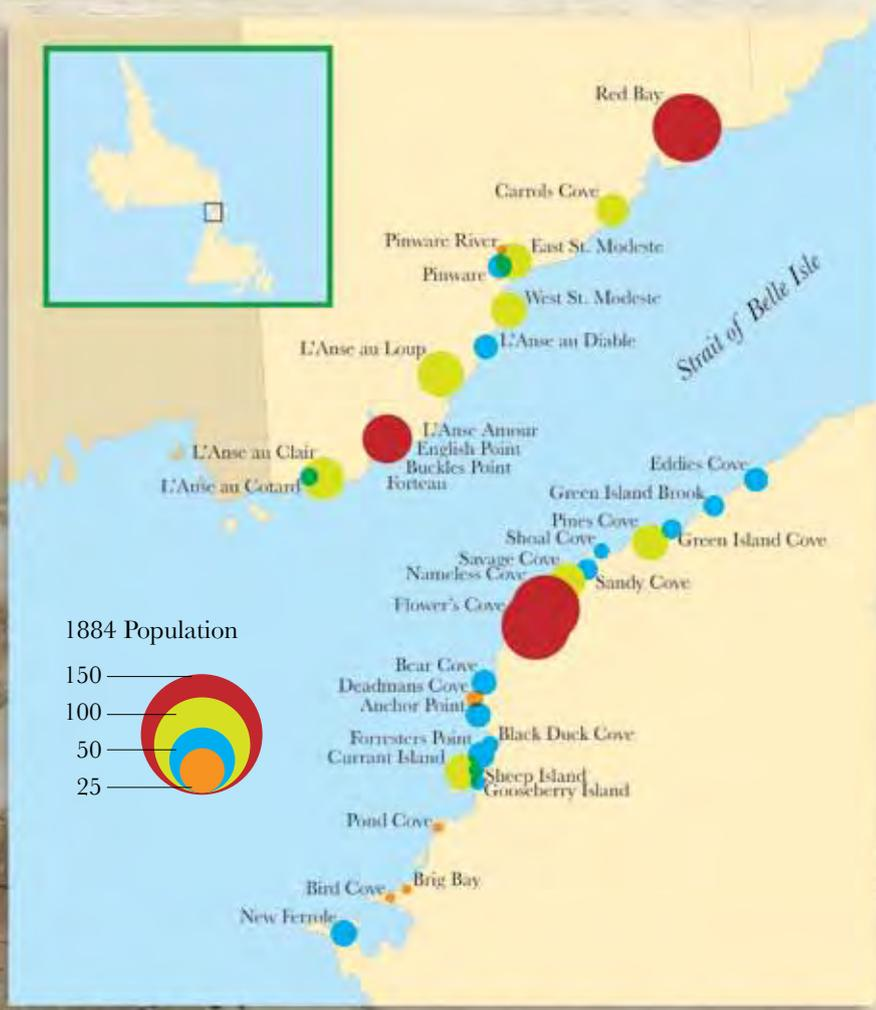 Red Bay
Carrols Cove
Pinware River
East St. Modeste
Pinware
West St. Modeste
L'Anse au Diable
L'Anse au Loup
Strait of Belle Isle
L'Anse Amour
English Point
Buckles Point
Forteau
L'Anse au Clair
L'Anse au Cotard
Eddies Cove
Green Island Brook
Pines Cove
Green Island Cove
Shoal Cove
Savage Cove
Sandy Cove
Nameless Cove
Flower's Cove
1884 Population
150
100
50
25
Bear Cove
Deadmans Cove
Anchor Point
Forresters Point
Black Duck Cove
Currant Island
Sheep Island
Gooseberry Island
Pond Cove
Brig Bay
Bird Cove
New Ferrole